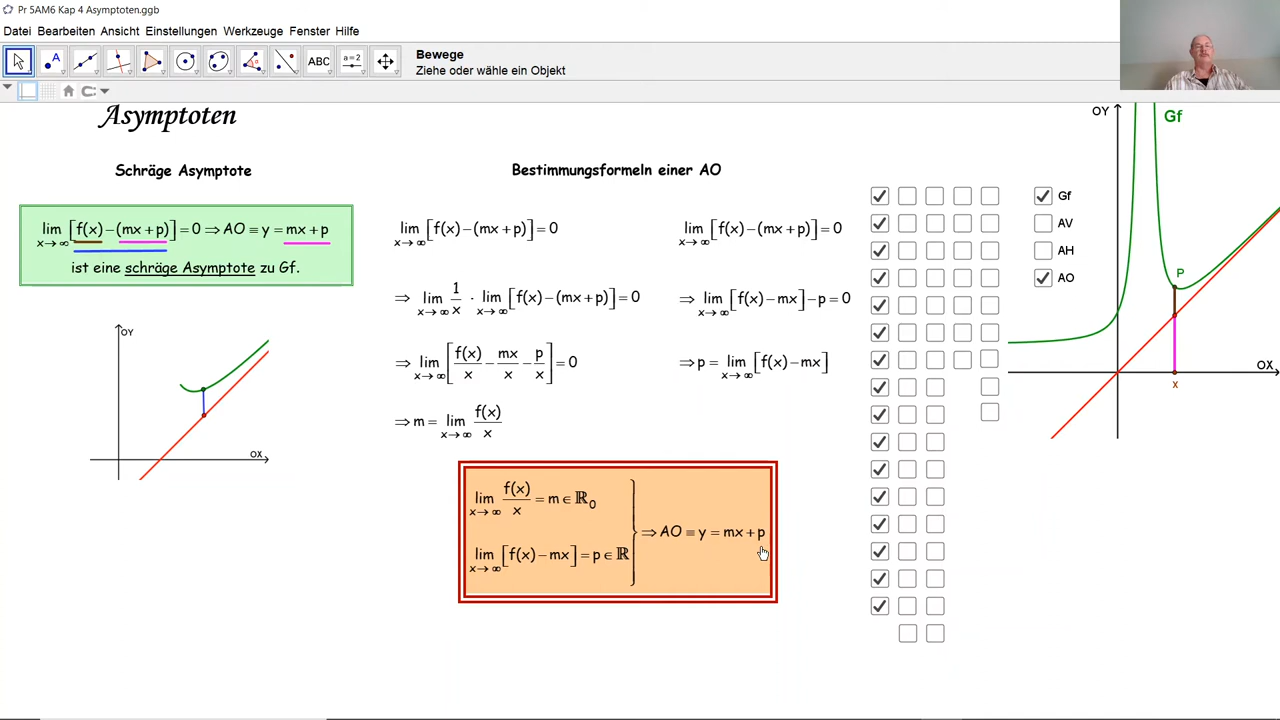 Pr 5AM6 Kap 4 Asymptoten.ggb
Datei Bearbeiten Ansicht Einstellungen Werkzeuge Fenster Hilfe
A ABC a=2
Bewege
Ziehe oder wähle ein Objekt
Asymptoten
Schräge Asymptote
lim x→∞ [f(x)−(mx+p)] = 0 ⇒ AO ≡ y = mx+p
ist eine schräge Asymptote zu Gf.
OY
OX
Bestimmungsformeln einer AO
lim x→∞ [f(x)−(mx+p)] = 0
⇒ lim x→∞ 1/x · lim x→∞ [f(x)−(mx+p)] = 0
⇒ lim x→∞ [f(x)/x − mx/x − p/x] = 0
⇒ m = lim x→∞ f(x)/x
lim x→∞ [f(x)−(mx+p)] = 0
⇒ lim x→∞ [f(x)−mx]−p = 0
⇒ p = lim x→∞ [f(x)−mx]
lim x→∞ f(x)/x = m ∈ ℝ₀
lim x→∞ [f(x)−mx] = p ∈ ℝ
⇒ AO ≡ y = mx+p
Gf
AV
AH
AO
OY
Gf
P
OX
x